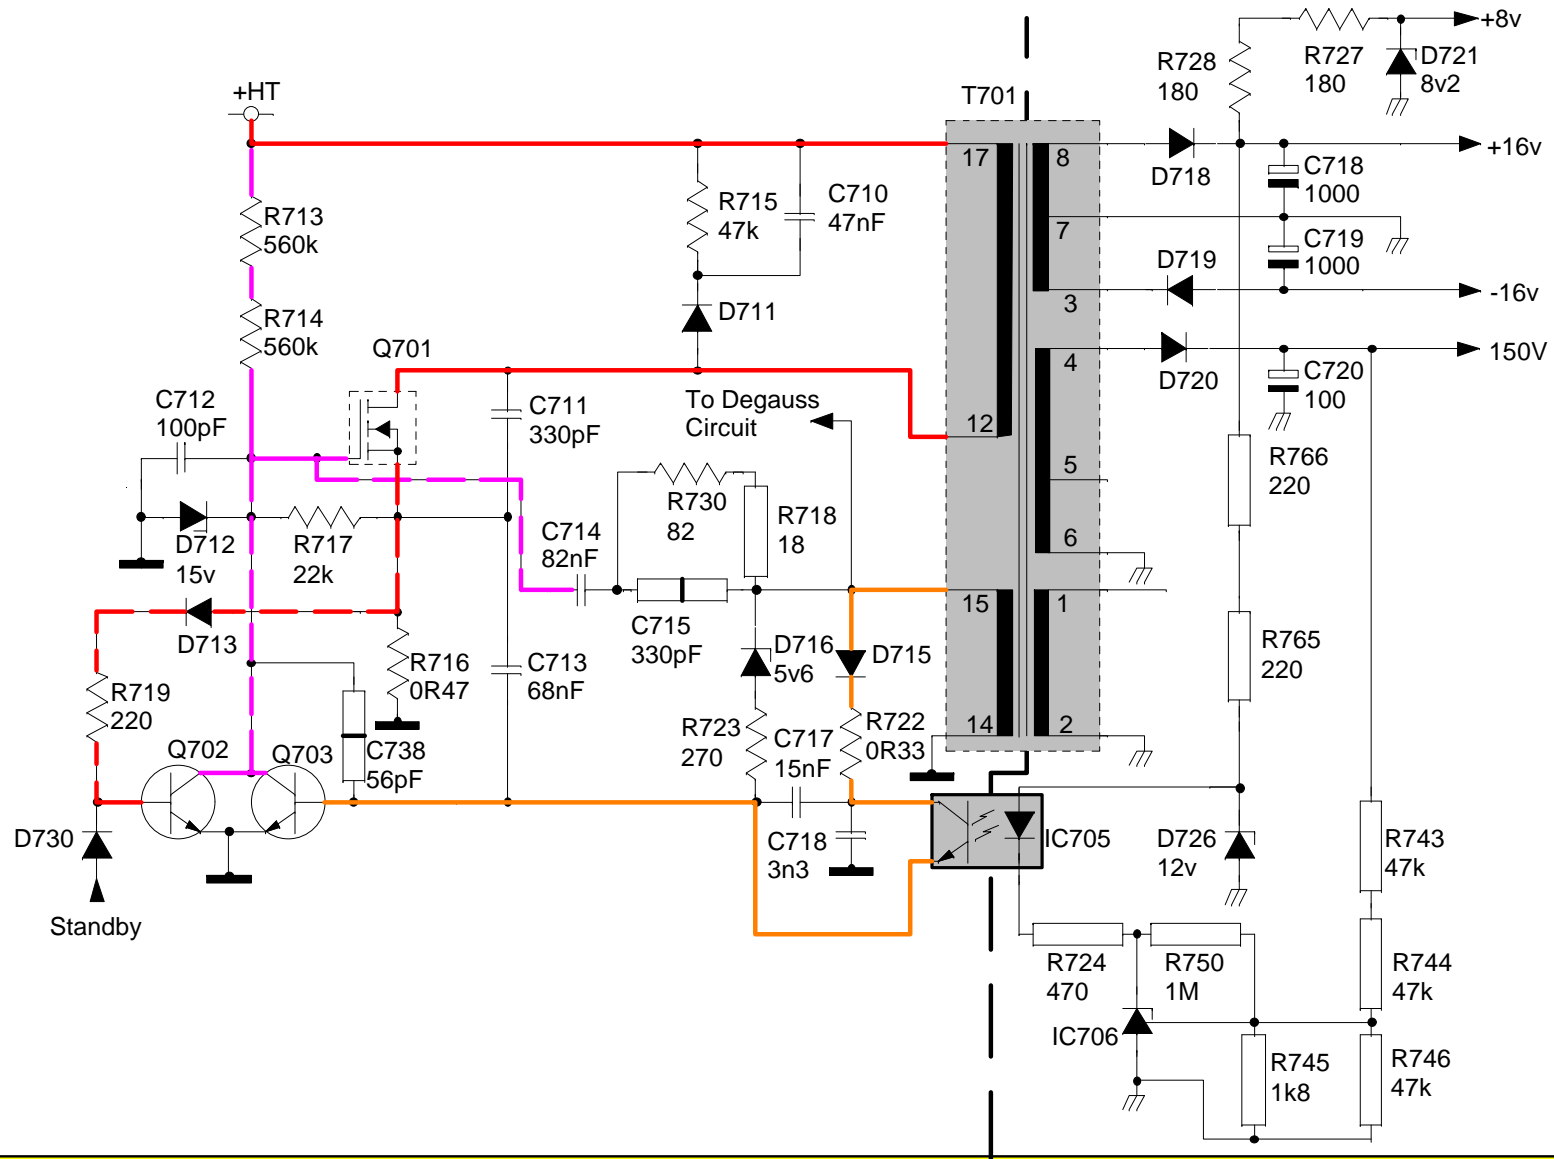 +8v
R728
180
R727
180
D721
8v2
+HT
T701
17
8
D718
+16v
C718
1000
R713
560k
R715
47k
C710
47nF
7
C719
1000
D719
3
-16v
R714
560k
D711
Q701
4
D720
150V
C720
100
C712
100pF
C711
330pF
To Degauss
Circuit
12
5
R766
220
R730
82
R718
18
6
D712
15v
R717
22k
C714
82nF
15
1
D713
C715
330pF
D716
5v6
D715
R765
220
R716
0R47
C713
68nF
R719
220
R723
270
C717
15nF
R722
0R33
14
2
Q702
Q703
C738
56pF
D730
C718
3n3
IC705
D726
12v
R743
47k
Standby
R724
470
R750
1M
R744
47k
IC706
R745
1k8
R746
47k